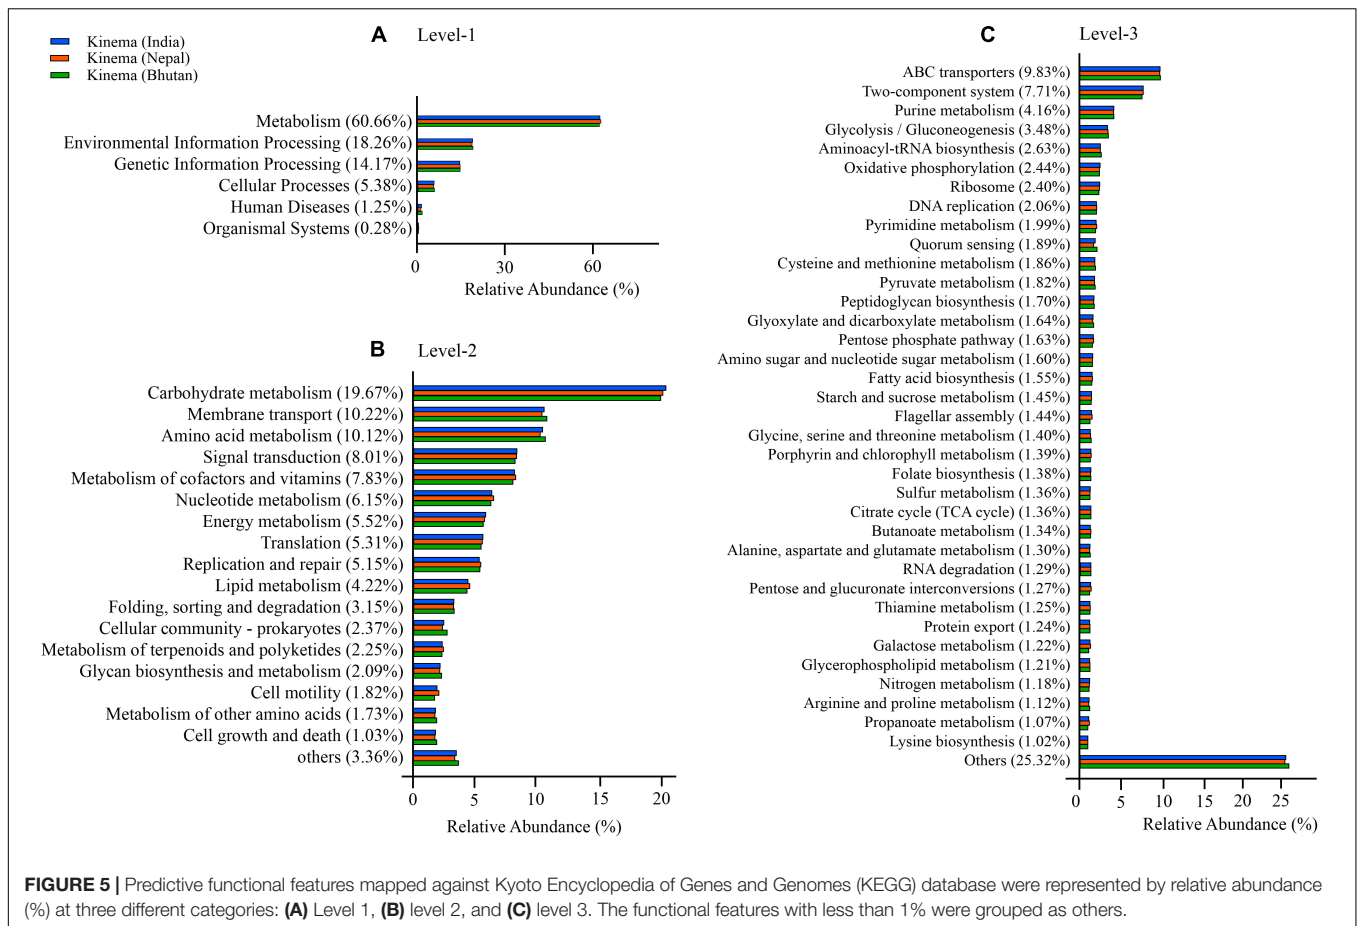 Kinema (India)
Kinema (Nepal)
Kinema (Bhutan)
A Level-1
Metabolism (60.66%)
Environmental Information Processing (18.26%)
Genetic Information Processing (14.17%)
Cellular Processes (5.38%)
Human Diseases (1.25%)
Organismal Systems (0.28%)
0 30 60
Relative Abundance (%)
B Level-2
Carbohydrate metabolism (19.67%)
Membrane transport (10.22%)
Amino acid metabolism (10.12%)
Signal transduction (8.01%)
Metabolism of cofactors and vitamins (7.83%)
Nucleotide metabolism (6.15%)
Energy metabolism (5.52%)
Translation (5.31%)
Replication and repair (5.15%)
Lipid metabolism (4.22%)
Folding, sorting and degradation (3.15%)
Cellular community - prokaryotes (2.37%)
Metabolism of terpenoids and polyketides (2.25%)
Glycan biosynthesis and metabolism (2.09%)
Cell motility (1.82%)
Metabolism of other amino acids (1.73%)
Cell growth and death (1.03%)
others (3.36%)
0 5 10 15 20
Relative Abundance (%)
C Level-3
ABC transporters (9.83%)
Two-component system (7.71%)
Purine metabolism (4.16%)
Glycolysis / Gluconeogenesis (3.48%)
Aminoacyl-tRNA biosynthesis (2.63%)
Oxidative phosphorylation (2.44%)
Ribosome (2.40%)
DNA replication (2.06%)
Pyrimidine metabolism (1.99%)
Quorum sensing (1.89%)
Cysteine and methionine metabolism (1.86%)
Pyruvate metabolism (1.82%)
Peptidoglycan biosynthesis (1.70%)
Glyoxylate and dicarboxylate metabolism (1.64%)
Pentose phosphate pathway (1.63%)
Amino sugar and nucleotide sugar metabolism (1.60%)
Fatty acid biosynthesis (1.55%)
Starch and sucrose metabolism (1.45%)
Flagellar assembly (1.44%)
Glycine, serine and threonine metabolism (1.40%)
Porphyrin and chlorophyll metabolism (1.39%)
Folate biosynthesis (1.38%)
Sulfur metabolism (1.36%)
Citrate cycle (TCA cycle) (1.36%)
Butanoate metabolism (1.34%)
Alanine, aspartate and glutamate metabolism (1.30%)
RNA degradation (1.29%)
Pentose and glucuronate interconversions (1.27%)
Thiamine metabolism (1.25%)
Protein export (1.24%)
Galactose metabolism (1.22%)
Glycerophospholipid metabolism (1.21%)
Nitrogen metabolism (1.18%)
Arginine and proline metabolism (1.12%)
Propanoate metabolism (1.07%)
Lysine biosynthesis (1.02%)
Others (25.32%)
0 5 10 15 20 25
Relative Abundance (%)
FIGURE 5 | Predictive functional features mapped against Kyoto Encyclopedia of Genes and Genomes (KEGG) database were represented by relative abundance
(%) at three different categories: (A) Level 1, (B) level 2, and (C) level 3. The functional features with less than 1% were grouped as others.